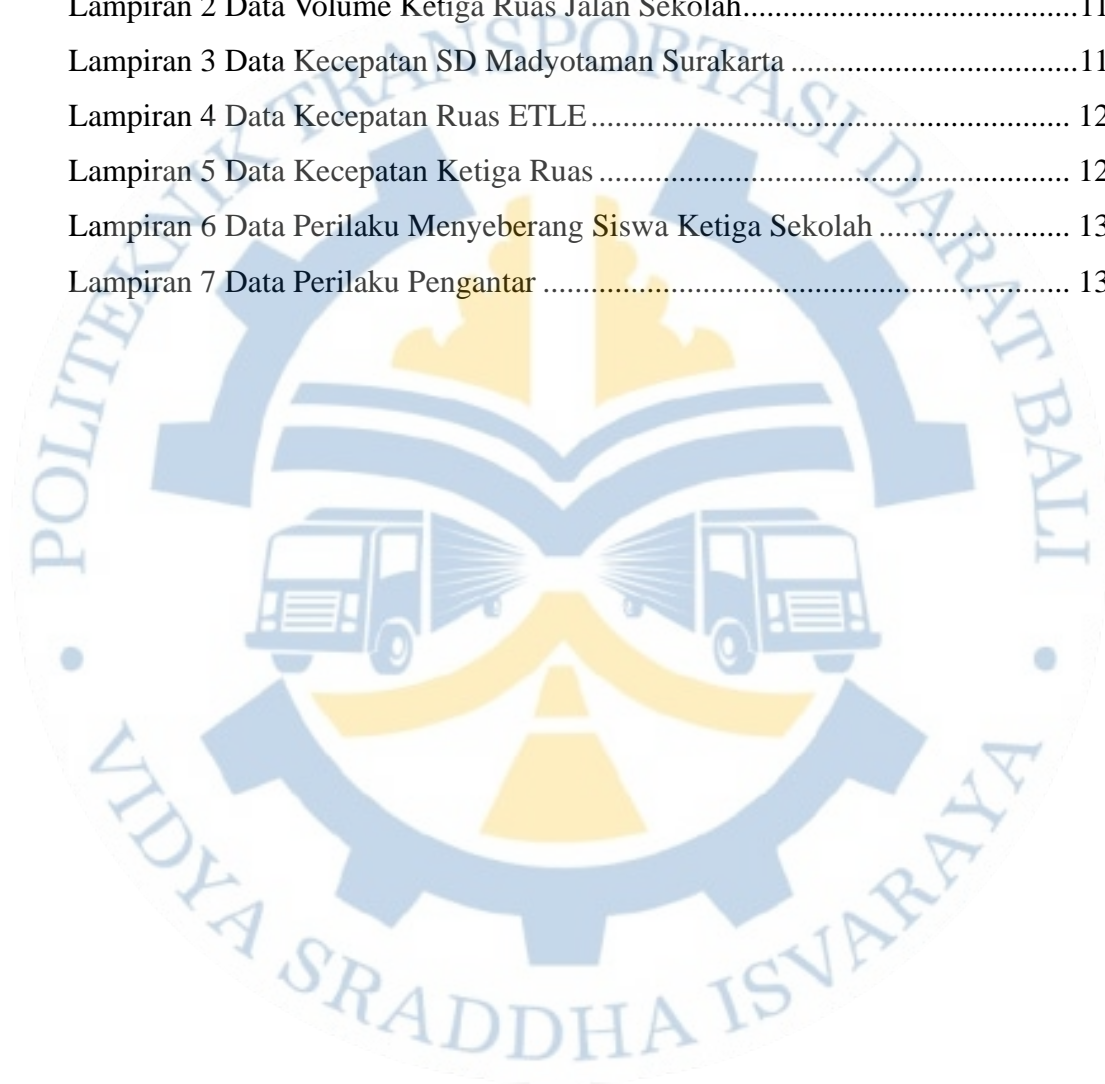 Lampiran 2 Data Volume Ketiga Ruas Jalan Sekolah....................................11
Lampiran 3 Data Kecepatan SD Madyotaman Surakarta ..............................11
Lampiran 4 Data Kecepatan Ruas ETLE...................................................... 12
Lampiran 5 Data Kecepatan Ketiga Ruas ..................................................... 12
Lampiran 6 Data Perilaku Menyeberang Siswa Ketiga Sekolah ..................... 13
Lampiran 7 Data Perilaku Pengantar ............................................................ 13
POLITEKNIK TRANSPORTASI DARAT BALI
VIDYA SRADDHA ISVARAYA